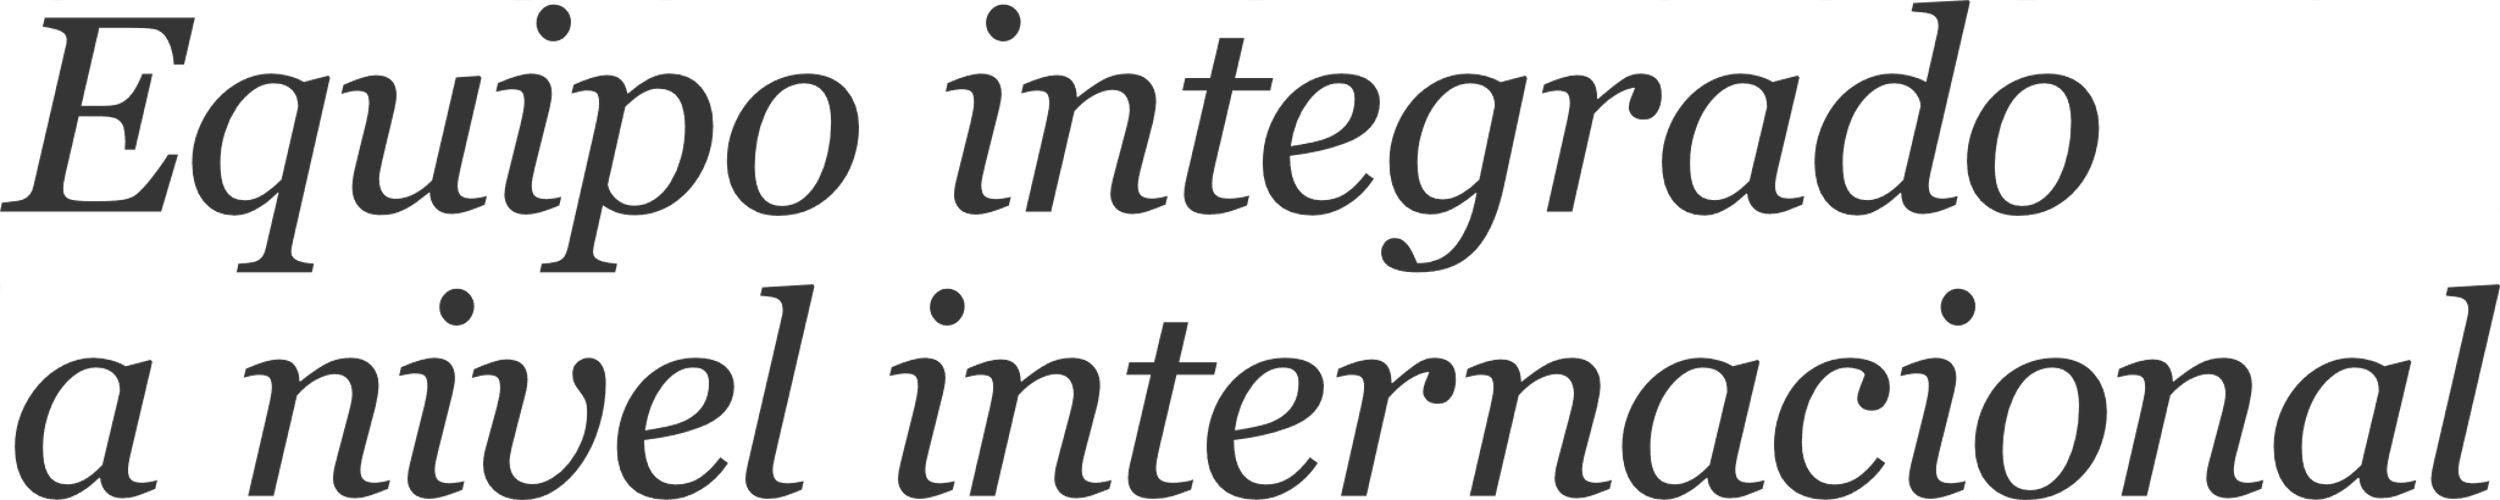 Equipo integrado
a nivel internacional